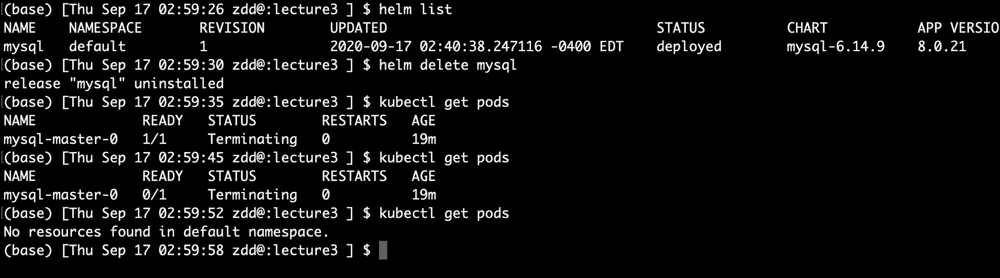 (base) [Thu Sep 17 02:59:26 zdd@:lecture3 ] $ helm list
NAME    NAMESPACE       REVISION        UPDATED                                 STATUS          CHART           APP VERSIO
mysql   default         1               2020-09-17 02:40:38.247116 -0400 EDT    deployed        mysql-6.14.9    8.0.21
(base) [Thu Sep 17 02:59:30 zdd@:lecture3 ] $ helm delete mysql
release "mysql" uninstalled
(base) [Thu Sep 17 02:59:35 zdd@:lecture3 ] $ kubectl get pods
NAME             READY   STATUS        RESTARTS   AGE
mysql-master-0   1/1     Terminating   0          19m
(base) [Thu Sep 17 02:59:45 zdd@:lecture3 ] $ kubectl get pods
NAME             READY   STATUS        RESTARTS   AGE
mysql-master-0   0/1     Terminating   0          19m
(base) [Thu Sep 17 02:59:52 zdd@:lecture3 ] $ kubectl get pods
No resources found in default namespace.
(base) [Thu Sep 17 02:59:58 zdd@:lecture3 ] $